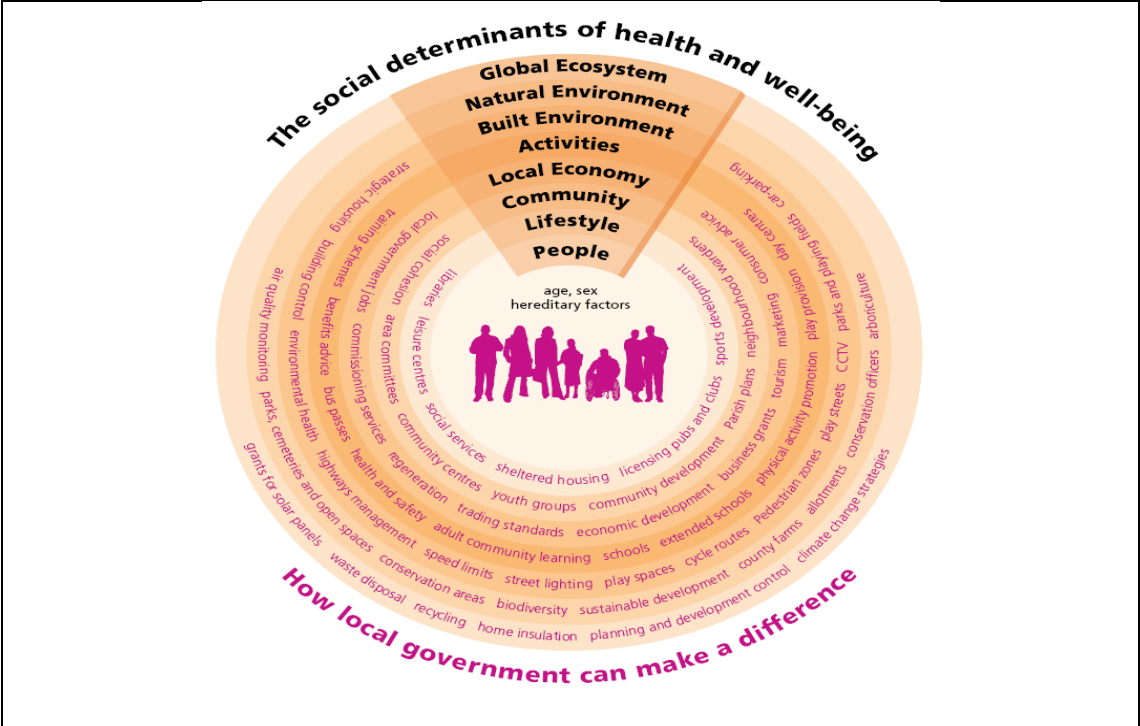 The social determinants of health and well-being
Global Ecosystem
Natural Environment
Built Environment
Activities
Local Economy
Community
Lifestyle
People
age, sex
hereditary factors
libraries leisure centres social services sheltered housing licensing pubs and clubs sports development
social cohesion area committees community centres youth groups community development Parish plans neighbourhood wardens
local government jobs commissioning services regeneration trading standards economic development business grants tourism marketing consumer advice
training schemes benefits advice bus passes health and safety adult community learning schools extended schools physical activity promotion play provision day centres
strategic housing building control environmental health highways management speed limits street lighting play spaces cycle routes Pedestrian zones play streets CCTV parks and playing fields car-parking
air quality monitoring parks, cemeteries and open spaces conservation areas biodiversity sustainable development county farms allotments conservation officers arboriculture
grants for solar panels waste disposal recycling home insulation planning and development control climate change strategies
How local government can make a difference